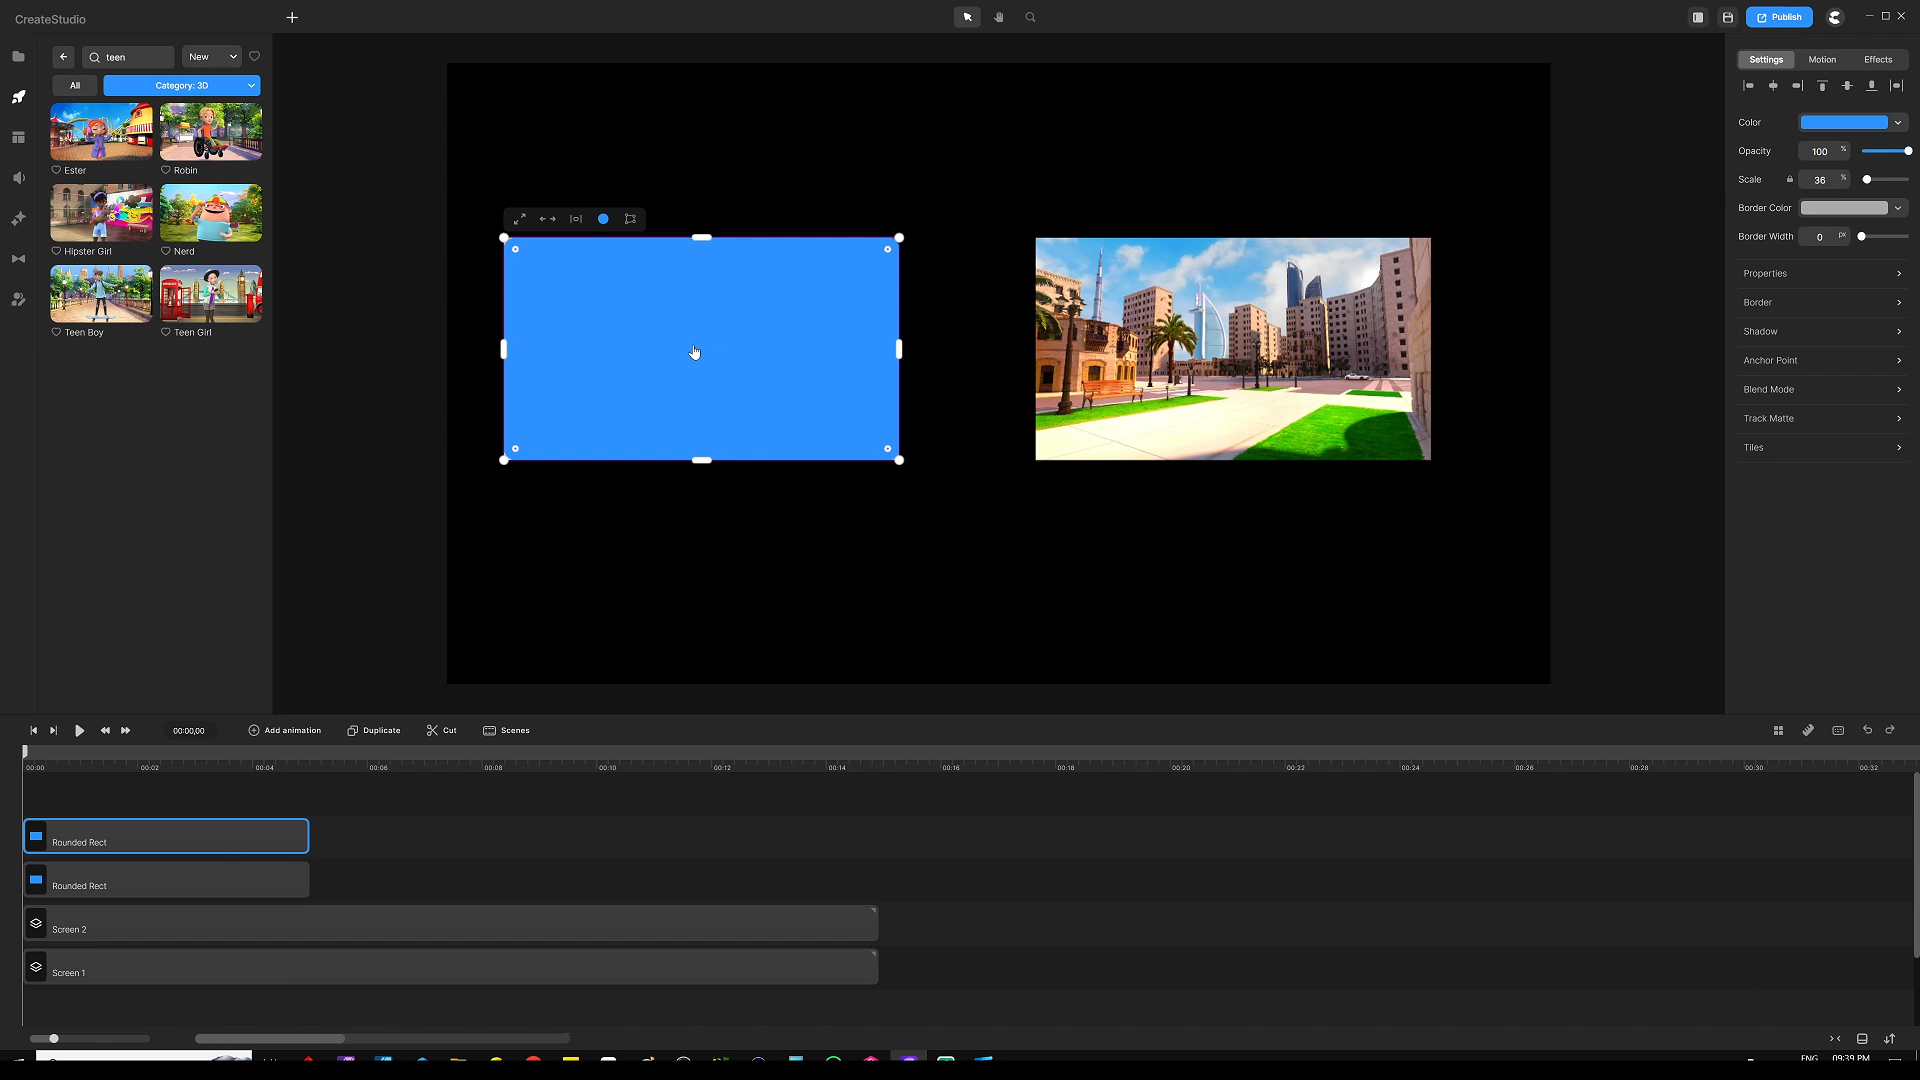 CreateStudio
Publish
teen
New
All
Category: 3D
Ester
Robin
Hipster Girl
Nerd
Teen Boy
Teen Girl
Settings
Motion
Effects
Color
Opacity
100 %
Scale
36 %
Border Color
Border Width
0 px
Properties
Border
Shadow
Anchor Point
Blend Mode
Track Matte
Tiles
00:00,00
Add animation
Duplicate
Cut
Scenes
00:00 00:02 00:04 00:06 00:08 00:10 00:12 00:14 00:16 00:18 00:20 00:22 00:24 00:26 00:28 00:30 00:32
Rounded Rect
Rounded Rect
Screen 2
Screen 1
ENG
09:39 PM